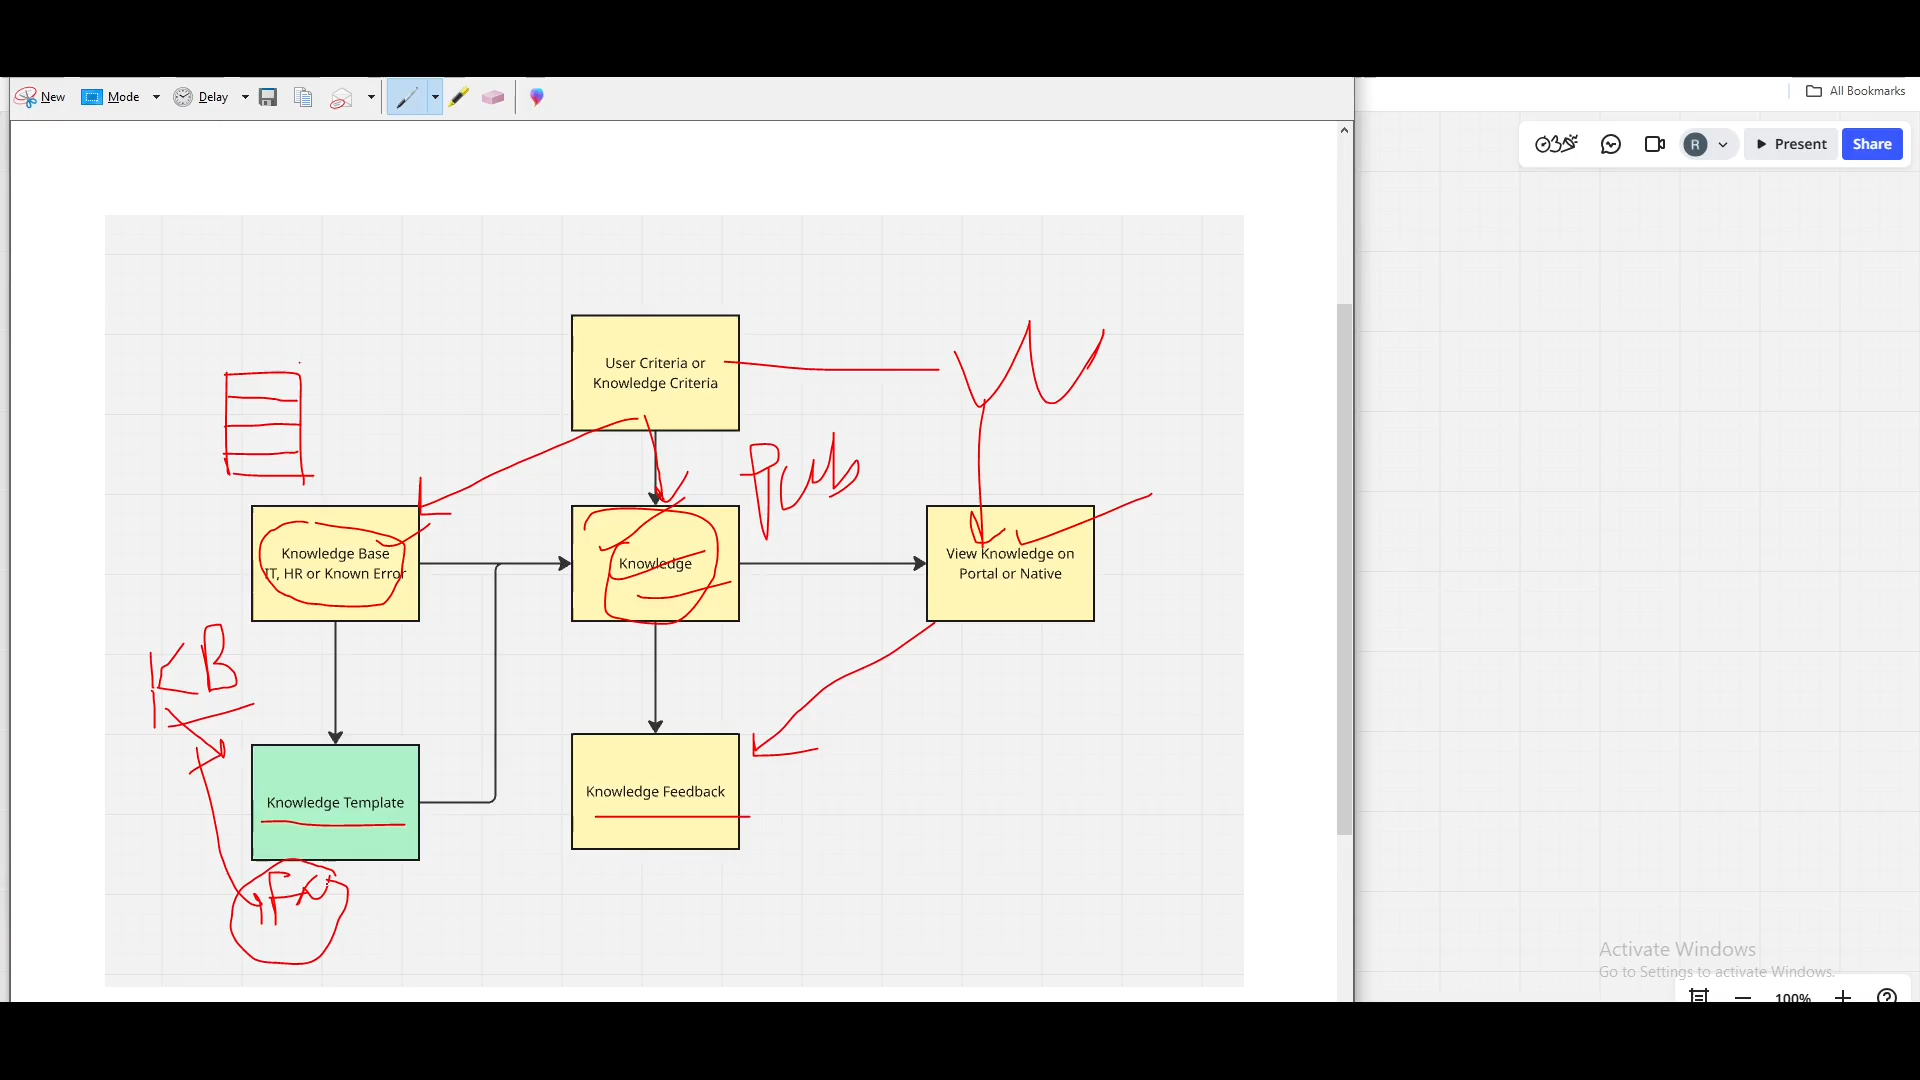 New Mode Delay
All Bookmarks
R Present Share
User Criteria or
Knowledge Criteria
Knowledge Base
IT, HR or Known Error
Knowledge
View Knowledge on
Portal or Native
KB
Knowledge Template
Knowledge Feedback
Activate Windows
Go to Settings to activate Windows.
100%